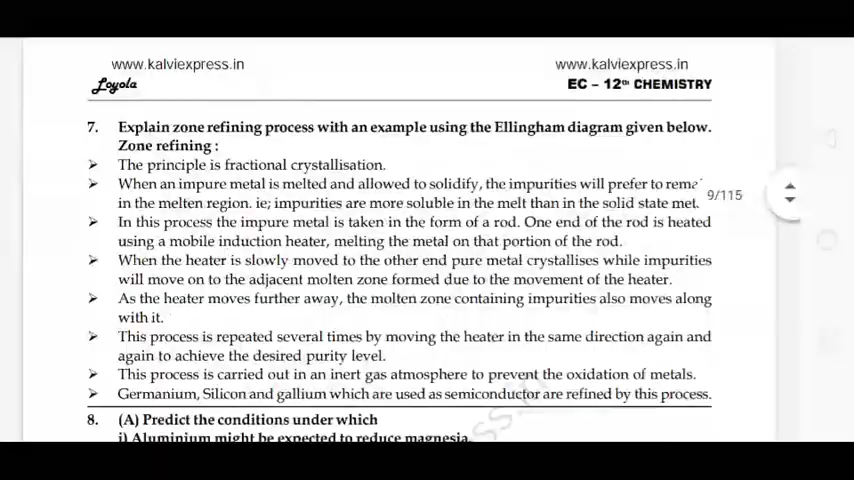 www.kalviexpress.in www.kalviexpress.in
Loyola EC – 12th CHEMISTRY
7. Explain zone refining process with an example using the Ellingham diagram given below.
Zone refining :
➢ The principle is fractional crystallisation.
➢ When an impure metal is melted and allowed to solidify, the impurities will prefer to
in the melten region. ie; impurities are more soluble in the melt than in the solid state
9/115
➢ In this process the impure metal is taken in the form of a rod. One end of the rod is heated
using a mobile induction heater, melting the metal on that portion of the rod.
➢ When the heater is slowly moved to the other end pure metal crystallises while impurities
will move on to the adjacent molten zone formed due to the movement of the heater.
➢ As the heater moves further away, the molten zone containing impurities also moves along
with it.
➢ This process is repeated several times by moving the heater in the same direction again and
again to achieve the desired purity level.
➢ This process is carried out in an inert gas atmosphere to prevent the oxidation of metals.
➢ Germanium, Silicon and gallium which are used as semiconductor are refined by this process.
8. (A) Predict the conditions under which
i) Aluminium might be expected to reduce magnesia.